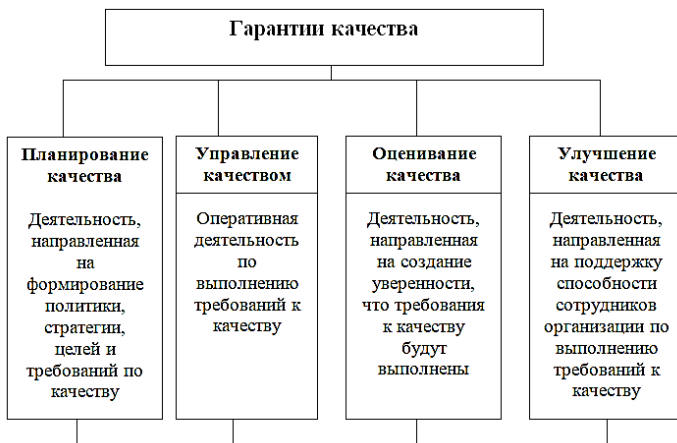 Гарантии качества
Планирование
качества
Деятельность,
направленная
на
формирование
политики,
стратегии,
целей и
требований по
качеству
Управление
качеством
Оперативная
деятельность
по
выполнению
требований к
качеству
Оценивание
качества
Деятельность,
направленная
на создание
уверенности,
что требования
к качеству
будут
выполнены
Улучшение
качества
Деятельность,
направленная
на поддержку
способности
сотрудников
организации по
выполнению
требований к
качеству